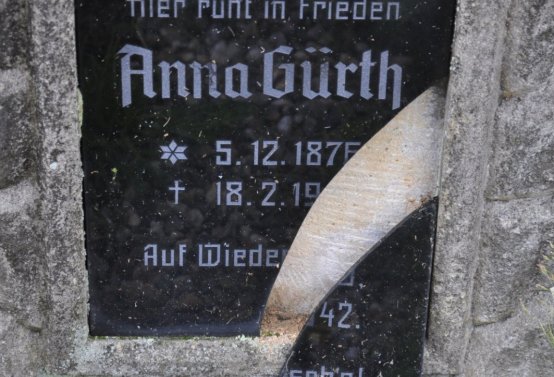 Hier ruht in Frieden
Anna Gürth
5.12.187
18.2.19
Auf Wieder
42.